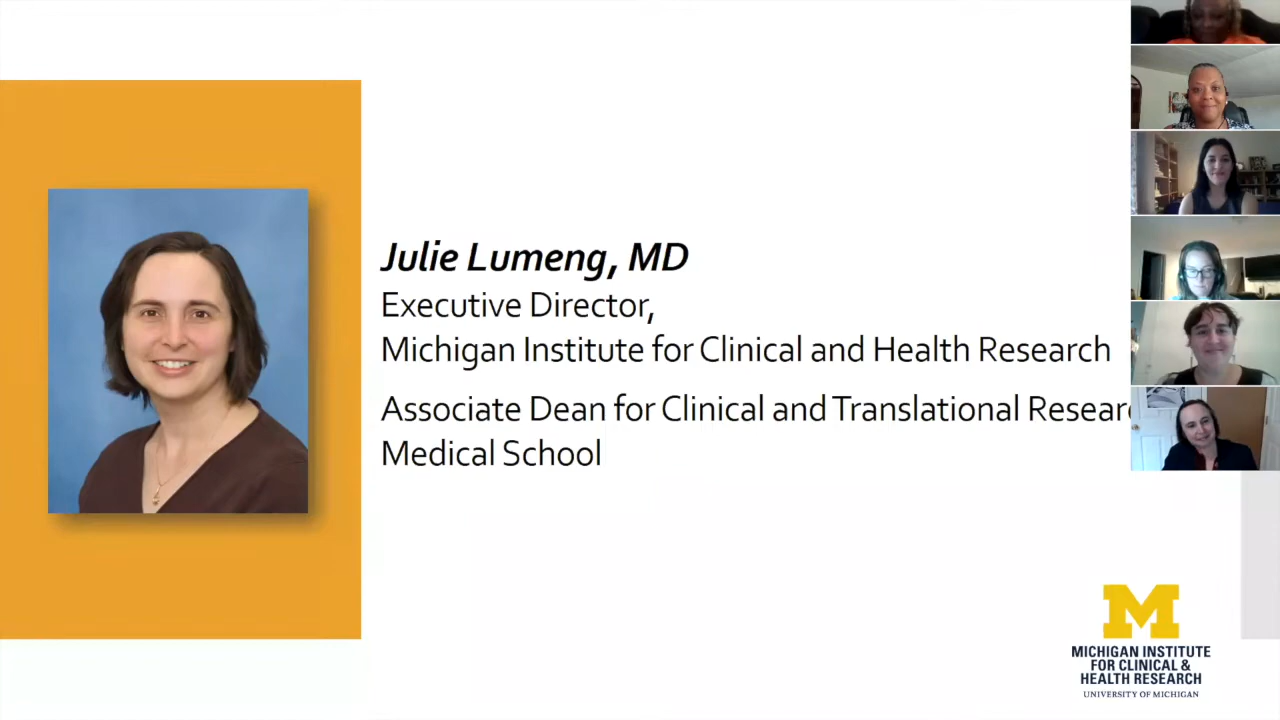 Julie Lumeng, MD
Executive Director,
Michigan Institute for Clinical and Health Research
Associate Dean for Clinical and Translational
Medical School
M
MICHIGAN INSTITUTE
FOR CLINICAL &
HEALTH RESEARCH
UNIVERSITY OF MICHIGAN